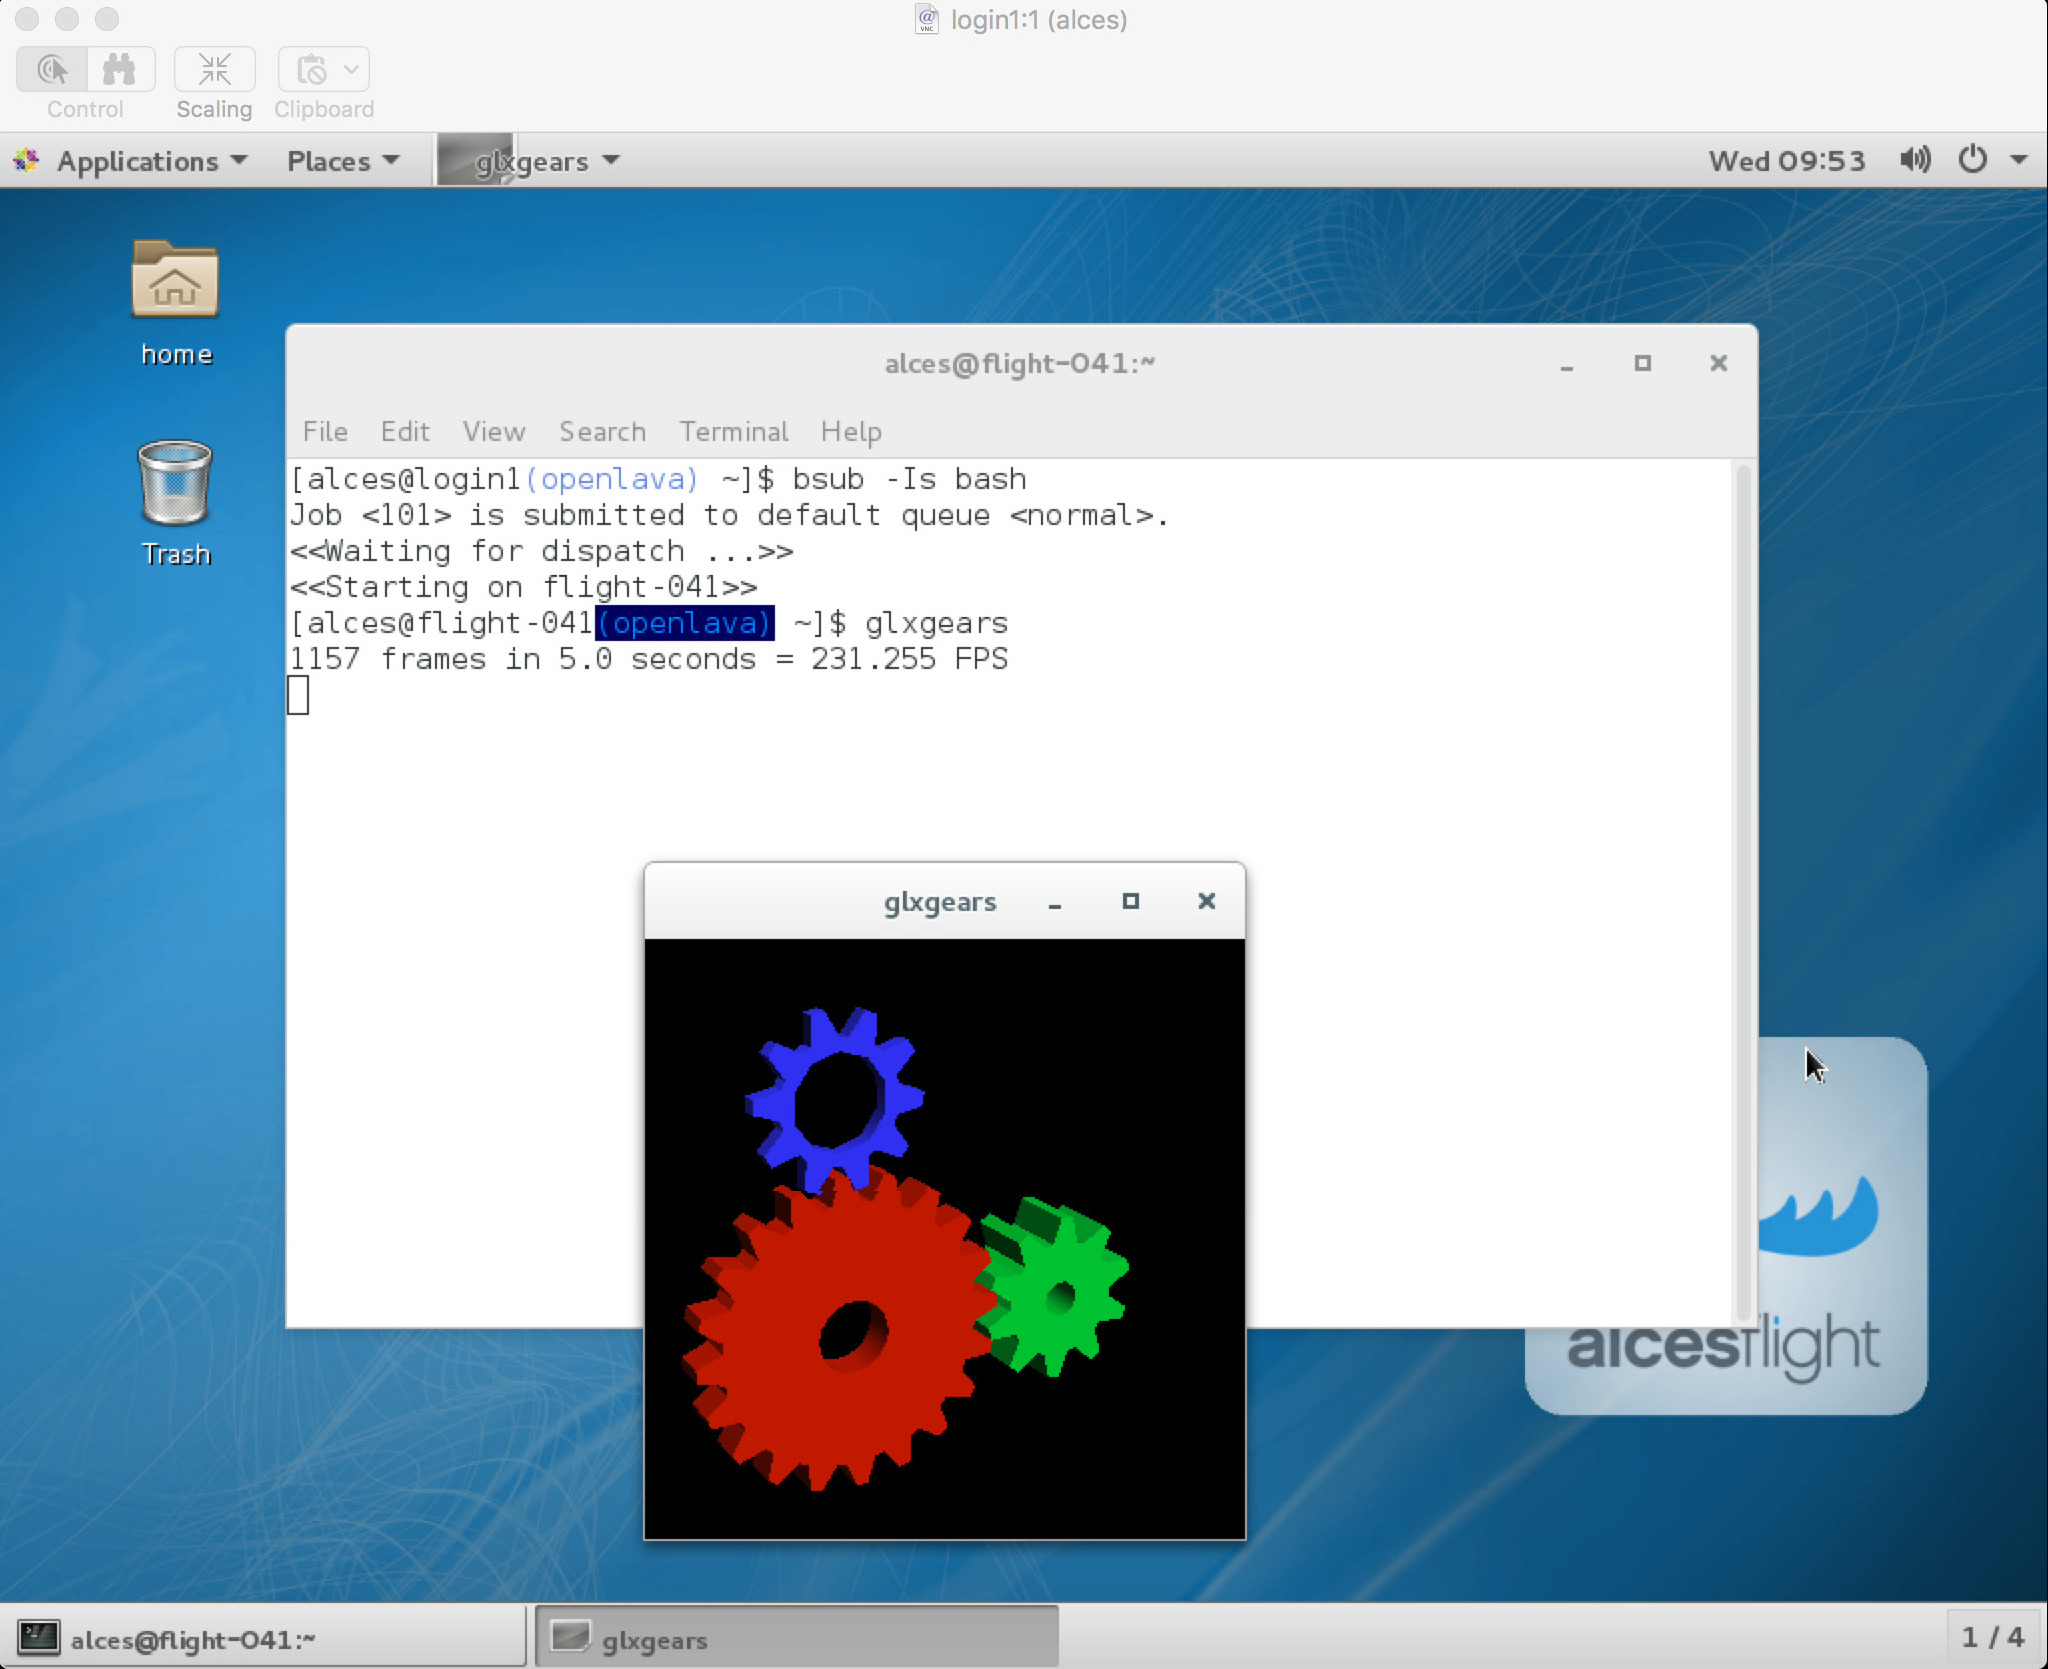 login1:1 (alces)
Control
Scaling
Clipboard
Applications
Places
glxgears
Wed 09:53
home
Trash
alces@flight-041:~
File Edit View Search Terminal Help
[alces@login1(openlava) ~]$ bsub -Is bash
Job <101> is submitted to default queue <normal>.
<<Waiting for dispatch ...>>
<<Starting on flight-041>>
[alces@flight-041(openlava) ~]$ glxgears
1157 frames in 5.0 seconds = 231.255 FPS
glxgears
alcesflight
alces@flight-041:~
glxgears
1 / 4